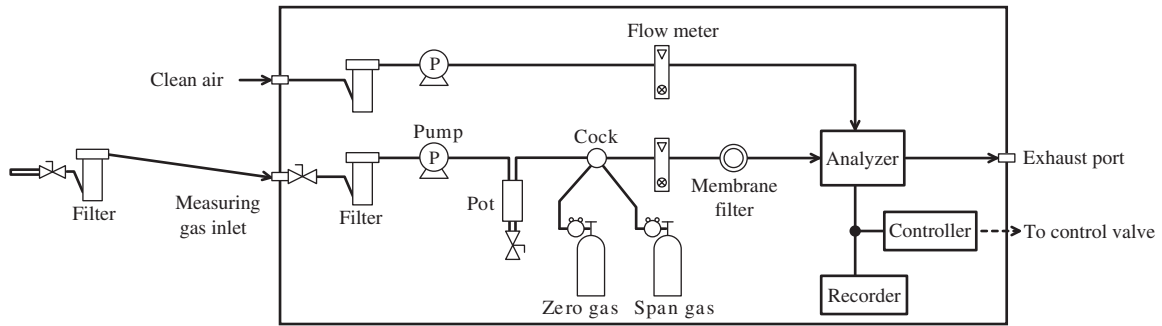 Flow meter
Clean air
P
Pump
Cock
P
Analyzer
Exhaust port
Filter
Measuring
gas inlet
Filter
Pot
Membrane
filter
Controller
To control valve
Recorder
Zero gas
Span gas